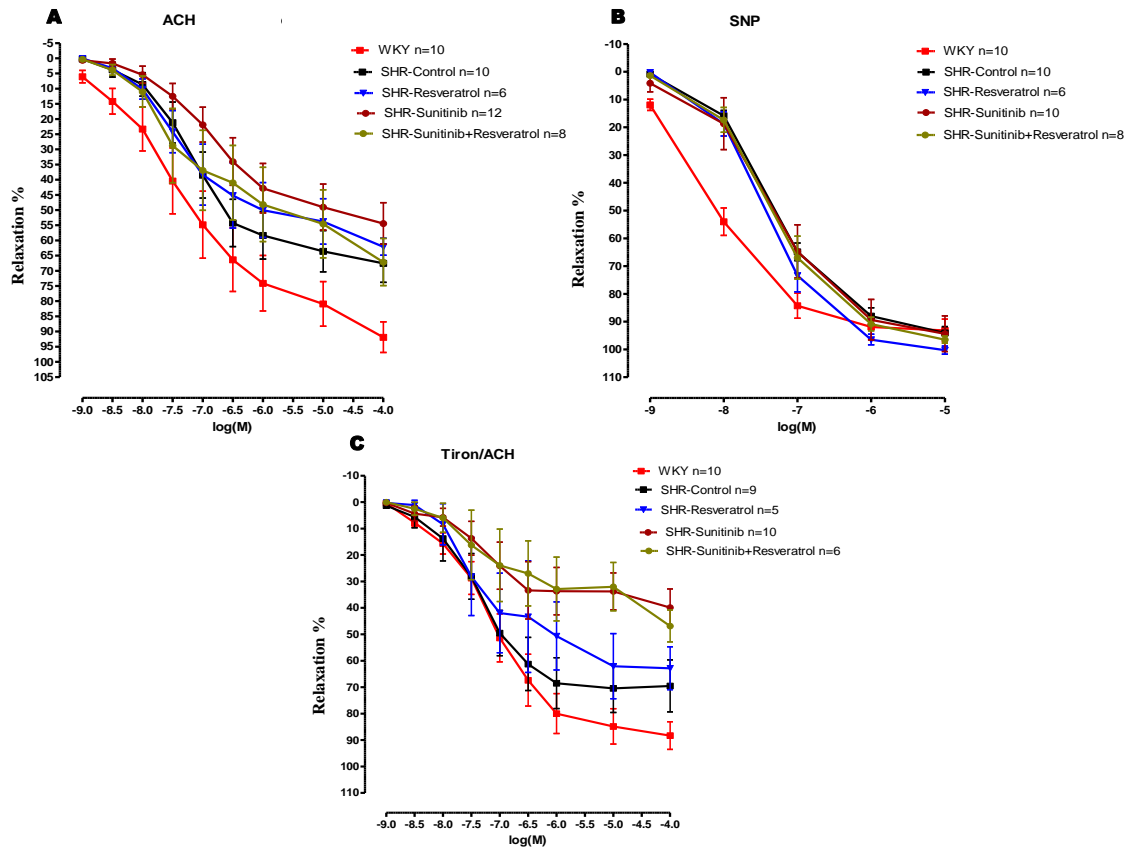 A
ACH
WKY n=10
SHR-Control n=10
SHR-Resveratrol n=6
SHR-Sunitinib n=12
SHR-Sunitinib+Resveratrol n=8
Relaxation %
-5
0
5
10
15
20
25
30
35
40
45
50
55
60
65
70
75
80
85
90
95
100
105
-9.0 -8.5 -8.0 -7.5 -7.0 -6.5 -6.0 -5.5 -5.0 -4.5 -4.0
log(M)
B
SNP
WKY n=10
SHR-Control n=10
SHR-Resveratrol n=6
SHR-Sunitinib n=10
SHR-Sunitinib+Resveratrol n=8
Relaxation %
-10
0
10
20
30
40
50
60
70
80
90
100
110
-9 -8 -7 -6 -5
log(M)
C
Tiron/ACH
WKY n=10
SHR-Control n=9
SHR-Resveratrol n=5
SHR-Sunitinib n=10
SHR-Sunitinib+Resveratrol n=6
Relaxation %
-10
0
10
20
30
40
50
60
70
80
90
100
110
-9.0 -8.5 -8.0 -7.5 -7.0 -6.5 -6.0 -5.5 -5.0 -4.5 -4.0
log(M)